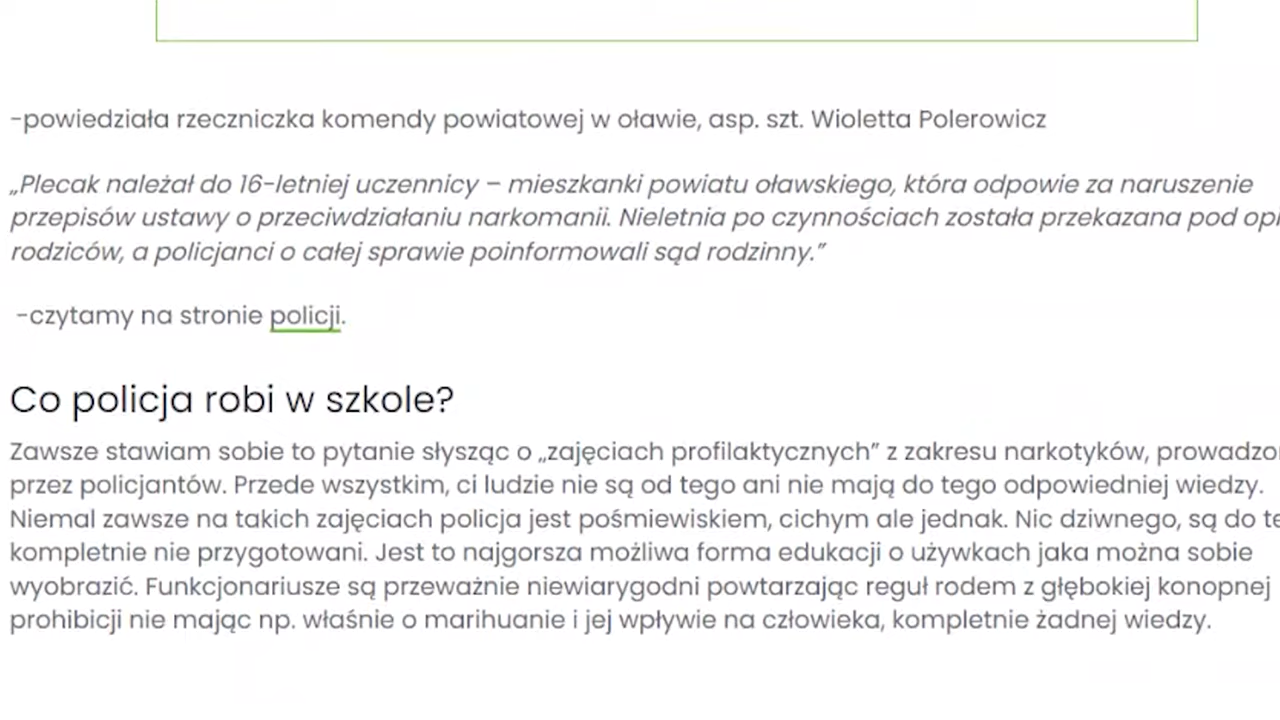 -powiedziała rzeczniczka komendy powiatowej w oławie, asp. szt. Wioletta Polerowicz
„Plecak należał do 16-letniej uczennicy – mieszkanki powiatu oławskiego, która odpowie za naruszenie
przepisów ustawy o przeciwdziałaniu narkomanii. Nieletnia po czynnościach została przekazana pod
rodziców, a policjanci o całej sprawie poinformowali sąd rodzinny.”
-czytamy na stronie policji.
Co policja robi w szkole?
Zawsze stawiam sobie to pytanie słysząc o „zajęciach profilaktycznych” z zakresu narkotyków,
przez policjantów. Przede wszystkim, ci ludzie nie są od tego ani nie mają do tego odpowiedniej wiedzy.
Niemal zawsze na takich zajęciach policja jest pośmiewiskiem, cichym ale jednak. Nic dziwnego, są do
kompletnie nie przygotowani. Jest to najgorsza możliwa forma edukacji o używkach jaka można sobie
wyobrazić. Funkcjonariusze są przeważnie niewiarygodni powtarzając reguł rodem z głębokiej konopnej
prohibicji nie mając np. właśnie o marihuanie i jej wpływie na człowieka, kompletnie żadnej wiedzy.